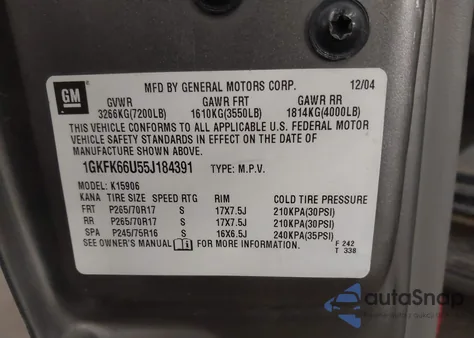 GM
MFD BY GENERAL MOTORS CORP. 12/04
GVWR GAWR FRT GAWR RR
3266KG(7200LB) 1610KG(3550LB) 1814KG(4000LB)
THIS VEHICLE CONFORMS TO ALL APPLICABLE U.S. FEDERAL MOTOR
VEHICLE SAFETY STANDARDS IN EFFECT ON THE DATE OF
MANUFACTURE SHOWN ABOVE.
1GKFK66U55J184391 TYPE: M.P.V.
MODEL: K15906
KANA TIRE SIZE SPEED RTG RIM COLD TIRE PRESSURE
FRT P265/70R17 S 17X7.5J 210KPA(30PSI)
RR P265/70R17 S 17X7.5J 210KPA(30PSI)
SPA P245/75R16 S 16X6.5J 240KPA(35PSI)
SEE OWNER'S MANUAL FOR MORE INFORMATION. F 242
T 338
autoSnap